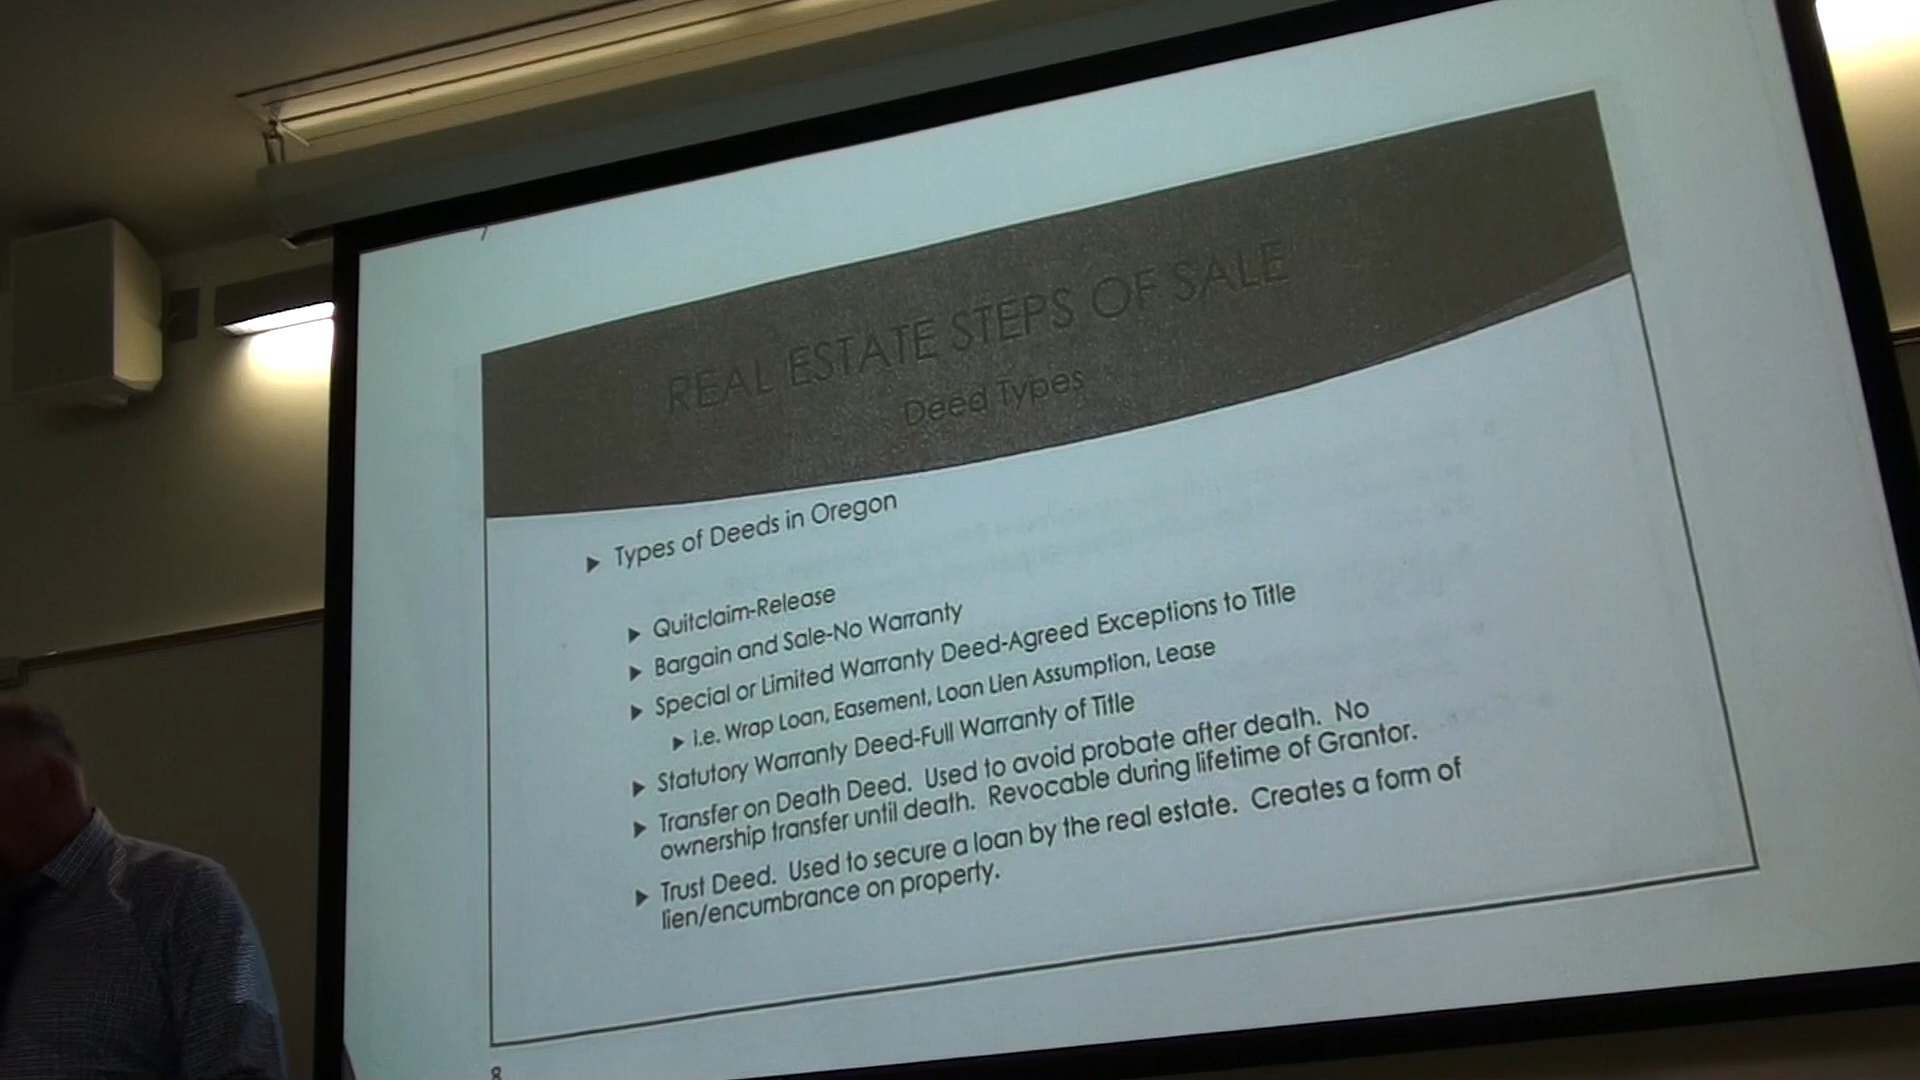 REAL ESTATE STEPS OF SALE
Deed Types
Types of Deeds in Oregon
Quitclaim-Release
Bargain and Sale-No Warranty
Special or Limited Warranty Deed-Agreed Exceptions to Title
i.e. Wrap Loan, Easement, Loan Lien Assumption, Lease
Statutory Warranty Deed-Full Warranty of Title
Transfer on Death Deed. Used to avoid probate after death. No
ownership transfer until death. Revocable during lifetime of Grantor.
Trust Deed. Used to secure a loan by the real estate. Creates a form of
lien/encumbrance on property.
8